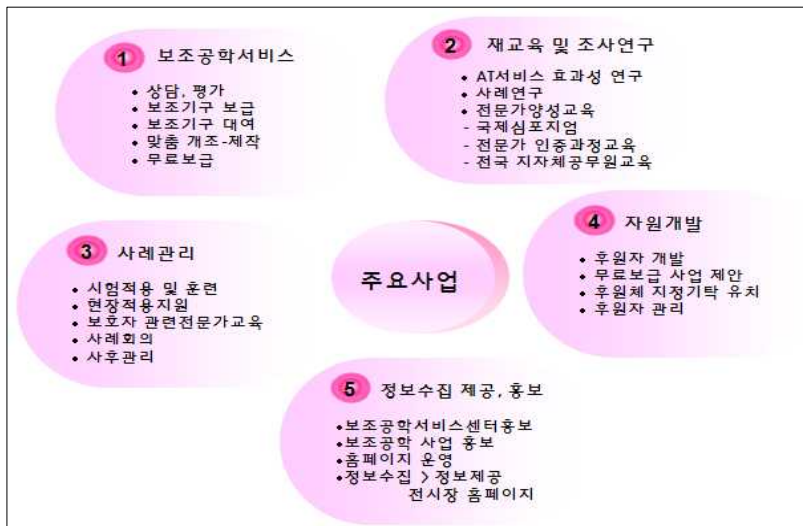 1 보조공학서비스
• 상담, 평가
• 보조기구 보급
• 보조기구 대여
• 맞춤 개조-제작
• 무료보급
2 재교육 및 조사연구
• AT서비스 효과성 연구
• 사례연구
• 전문가양성교육
- 국제심포지엄
- 전문가 인증과정교육
- 전국 지자체공무원교육
3 사례관리
• 시험적용 및 훈련
• 현장적용지원
• 보호자 관련전문가교육
• 사례회의
• 사후관리
주요사업
4 자원개발
• 후원자 개발
• 무료보급 사업 제안
• 후원체 지정기탁 유치
• 후원자 관리
5 정보수집 제공, 홍보
•보조공학서비스센터홍보
•보조공학 사업 홍보
•홈페이지 운영
•정보수집 > 정보제공
전시장 홈페이지